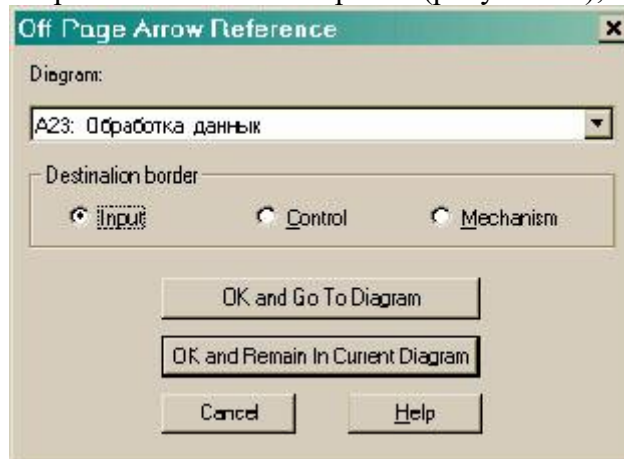 Off Page Arrow Reference
Diagram:
A23: Обработка данных
Destination border
Input Control Mechanism
OK and Go To Diagram
OK and Remain In Current Diagram
Cancel Help